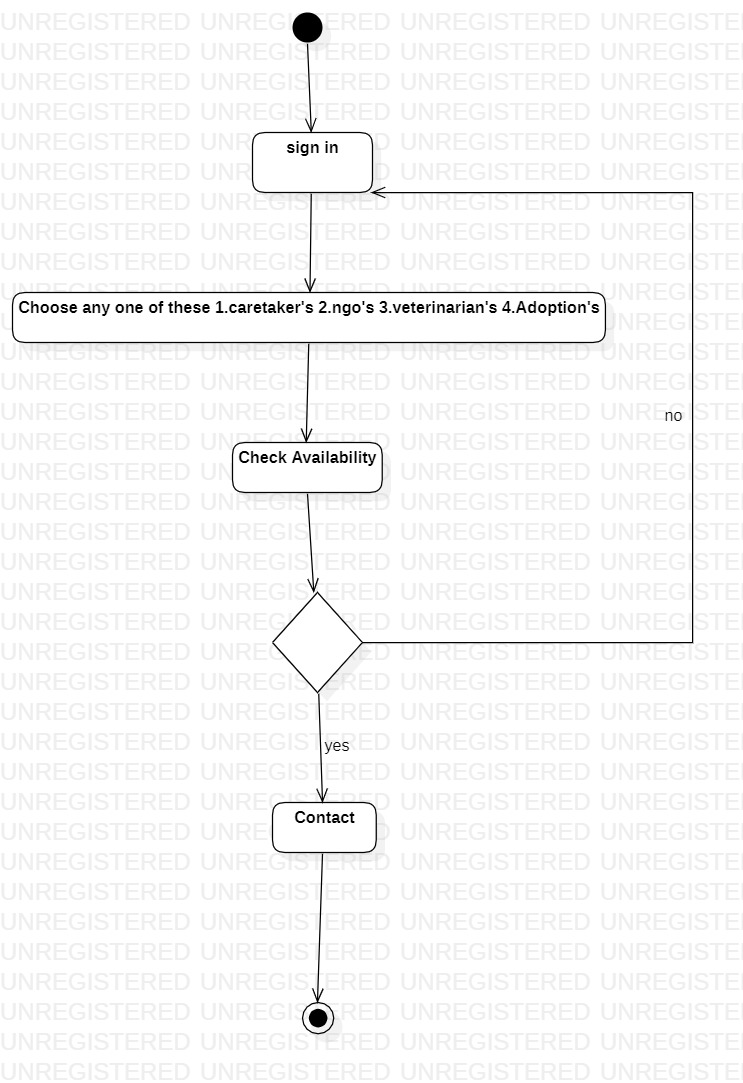 UNREGISTERED
sign in
Choose any one of these 1.caretaker's 2.ngo's 3.veterinarian's 4.Adoption's
no
Check Availability
yes
Contact